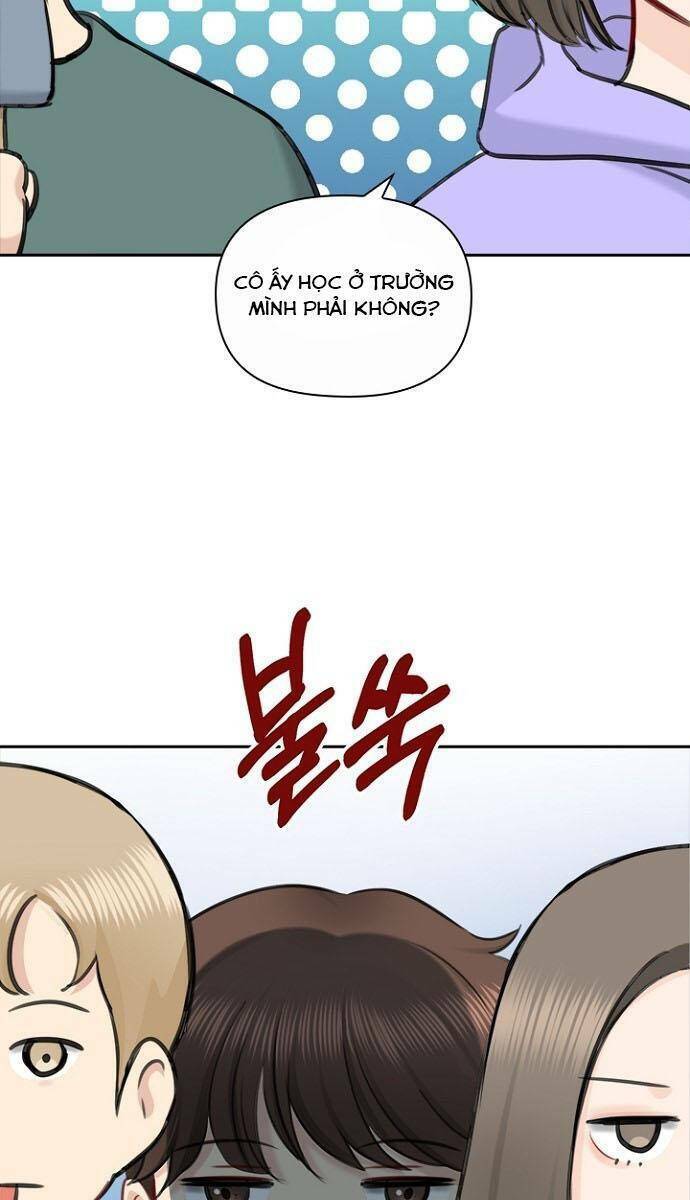 CÔ ẤY HỌC Ở TRƯỜNG
MÌNH PHẢI KHÔNG?
불쑥